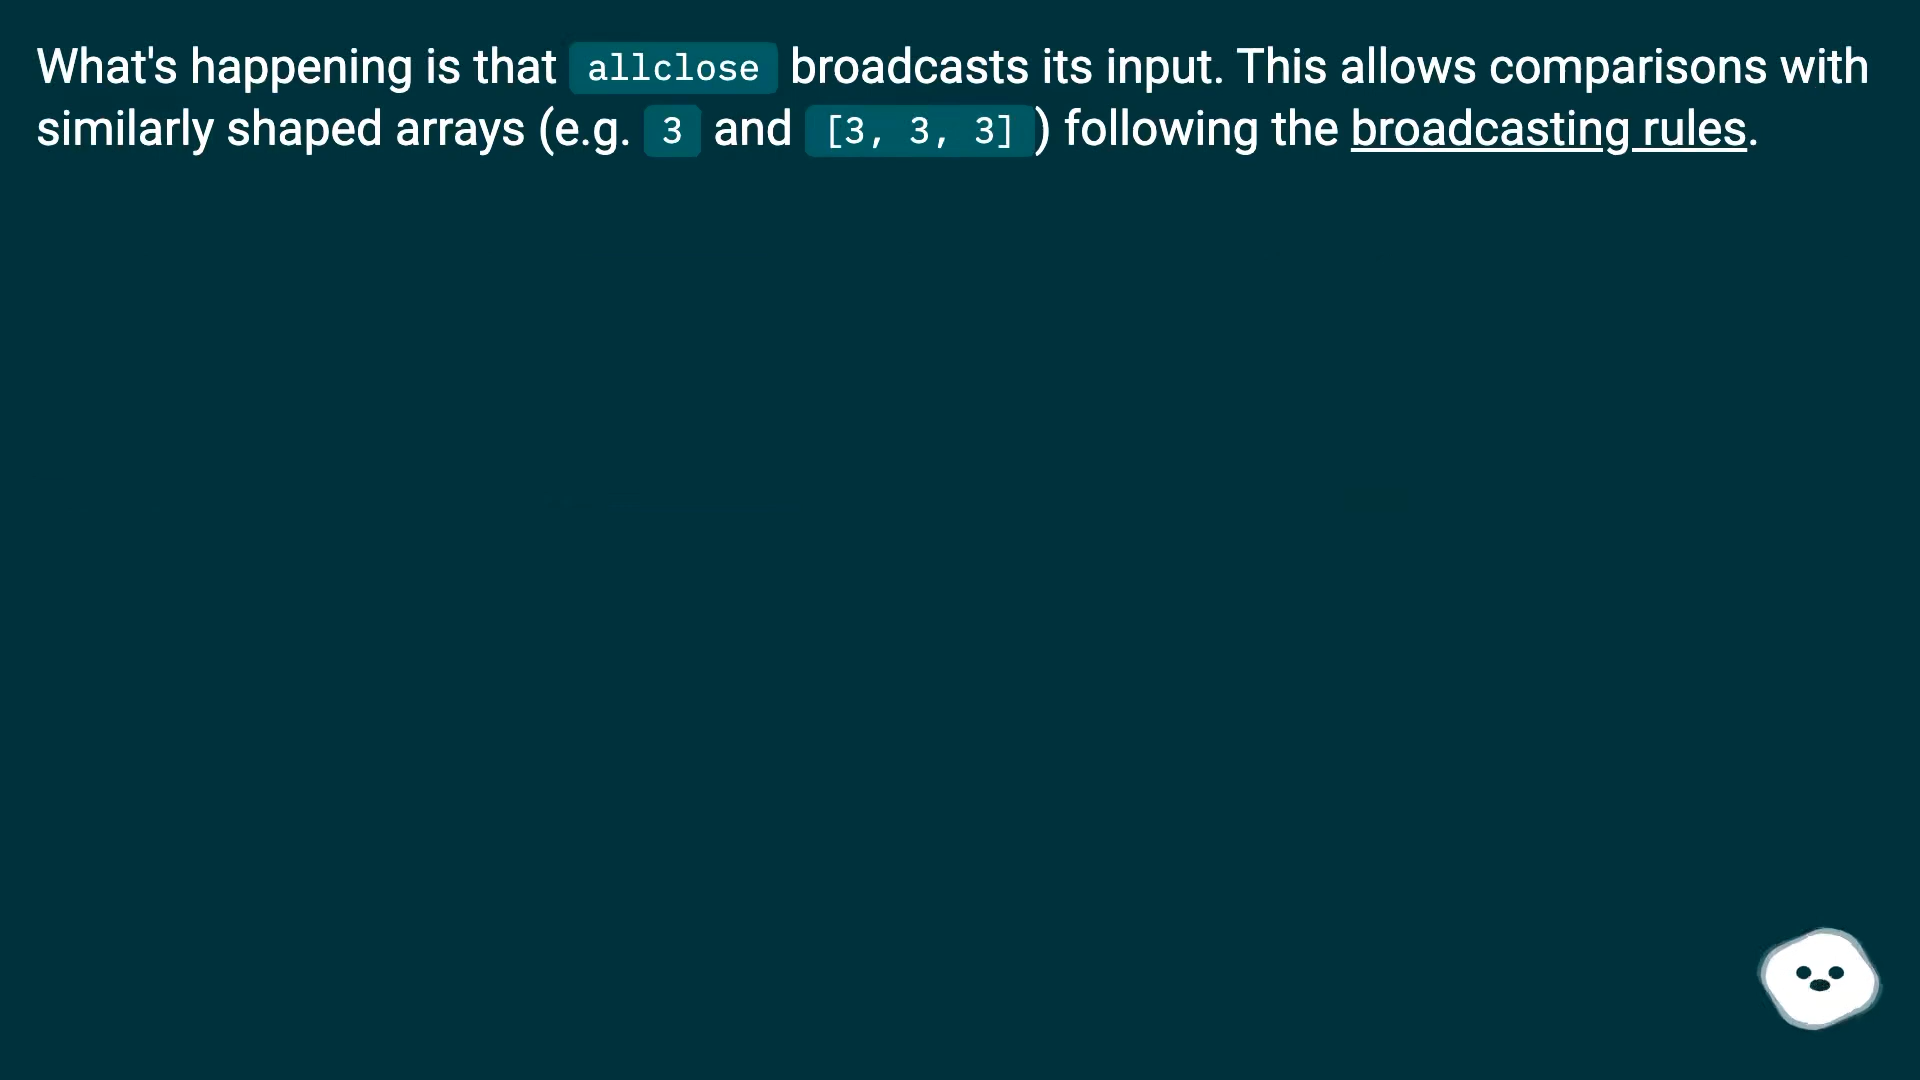 What's happening is that allclose broadcasts its input. This allows comparisons with
similarly shaped arrays (e.g. 3 and [3, 3, 3]) following the broadcasting rules.